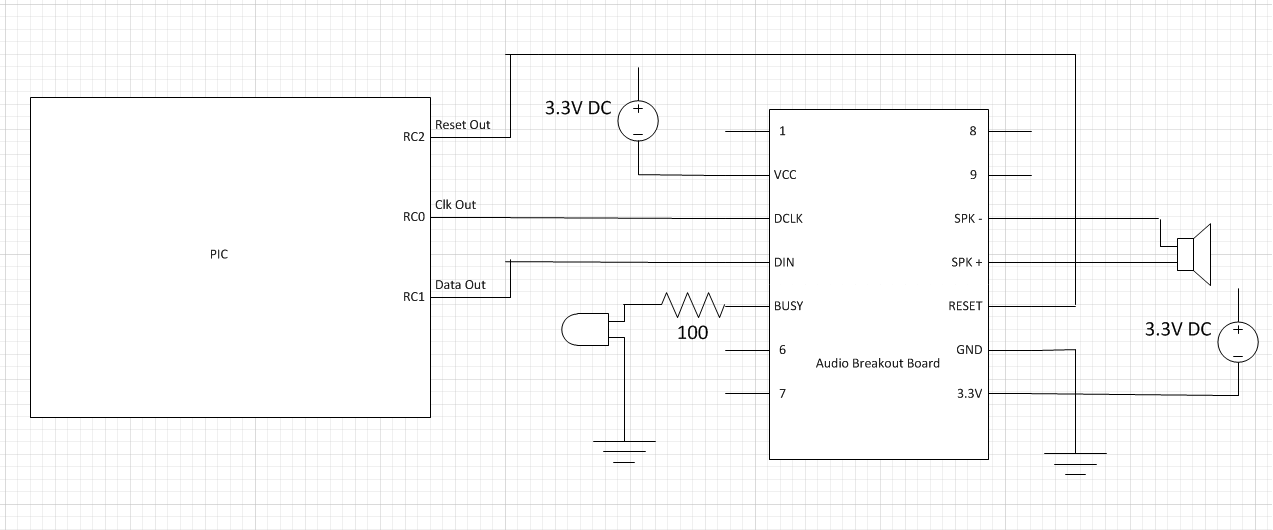 Reset Out
RC2
Clk Out
RC0
PIC
Data Out
RC1
3.3V DC
+
−
1
VCC
DCLK
DIN
BUSY
6
7
100
8
9
SPK -
SPK +
RESET
GND
3.3V
Audio Breakout Board
3.3V DC
+
−